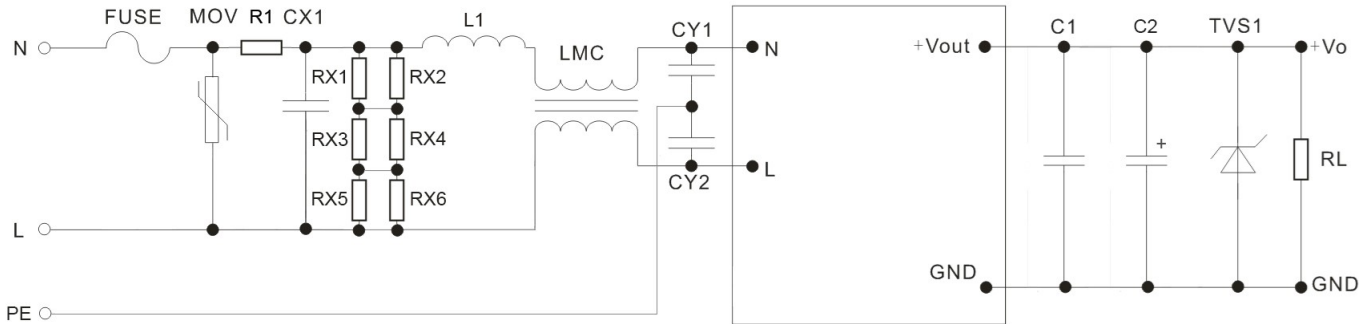 FUSE MOV R1 CX1 L1 LMC CY1
N
N
+Vout
C1 C2 TVS1
+Vo
RX1 RX2
RX3 RX4
RX5 RX6
+
RL
CY2
L
L
GND
GND
PE